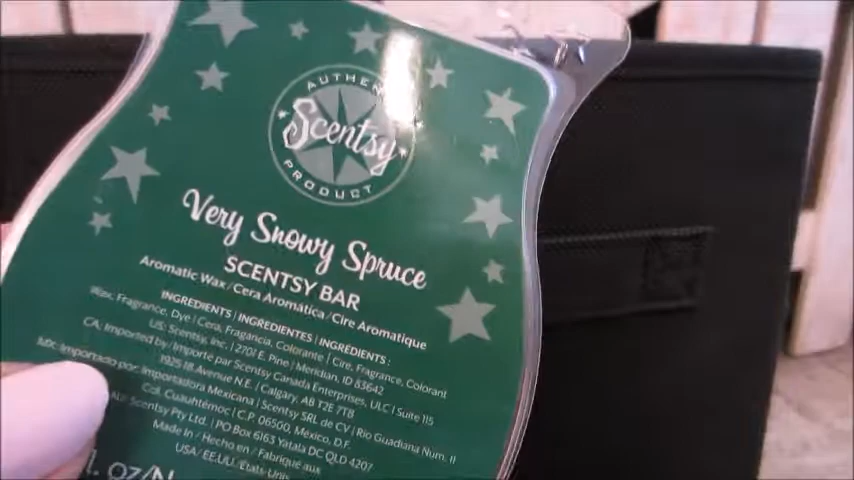 AUTHENTIC
Scentsy
PRODUCT
Very Snowy Spruce
SCENTSY BAR
Aromatic Wax/Cera Aromática/Cire Aromatique
INGREDIENTS|INGREDIENTES|INGRÉDIENTS:
Wax, Fragrance, Dye|Cera, Fragancia, Colorante|Cire, Fragrance, Colorant
US: Scentsy, Inc.|2701 E. Pine|Meridian, ID 83642
CA: Imported by/Importé par Scentsy Canada Enterprises, ULC|Suite 115
1925 18 Avenue N.E.|Calgary, AB T2E 7T8
MX: Importado por Importadora Mexicana Scentsy, SRL de CV|Río Guadiana Num. 11
Col. Cuauhtémoc|C.P. 06500, México, D.F.
Scentsy Pty Ltd.|PO Box 6163 Yatala DC QLD 4207
Made in/Hecho en/Fabriqué aux
USA/EE.UU./États-Unis
OZ/